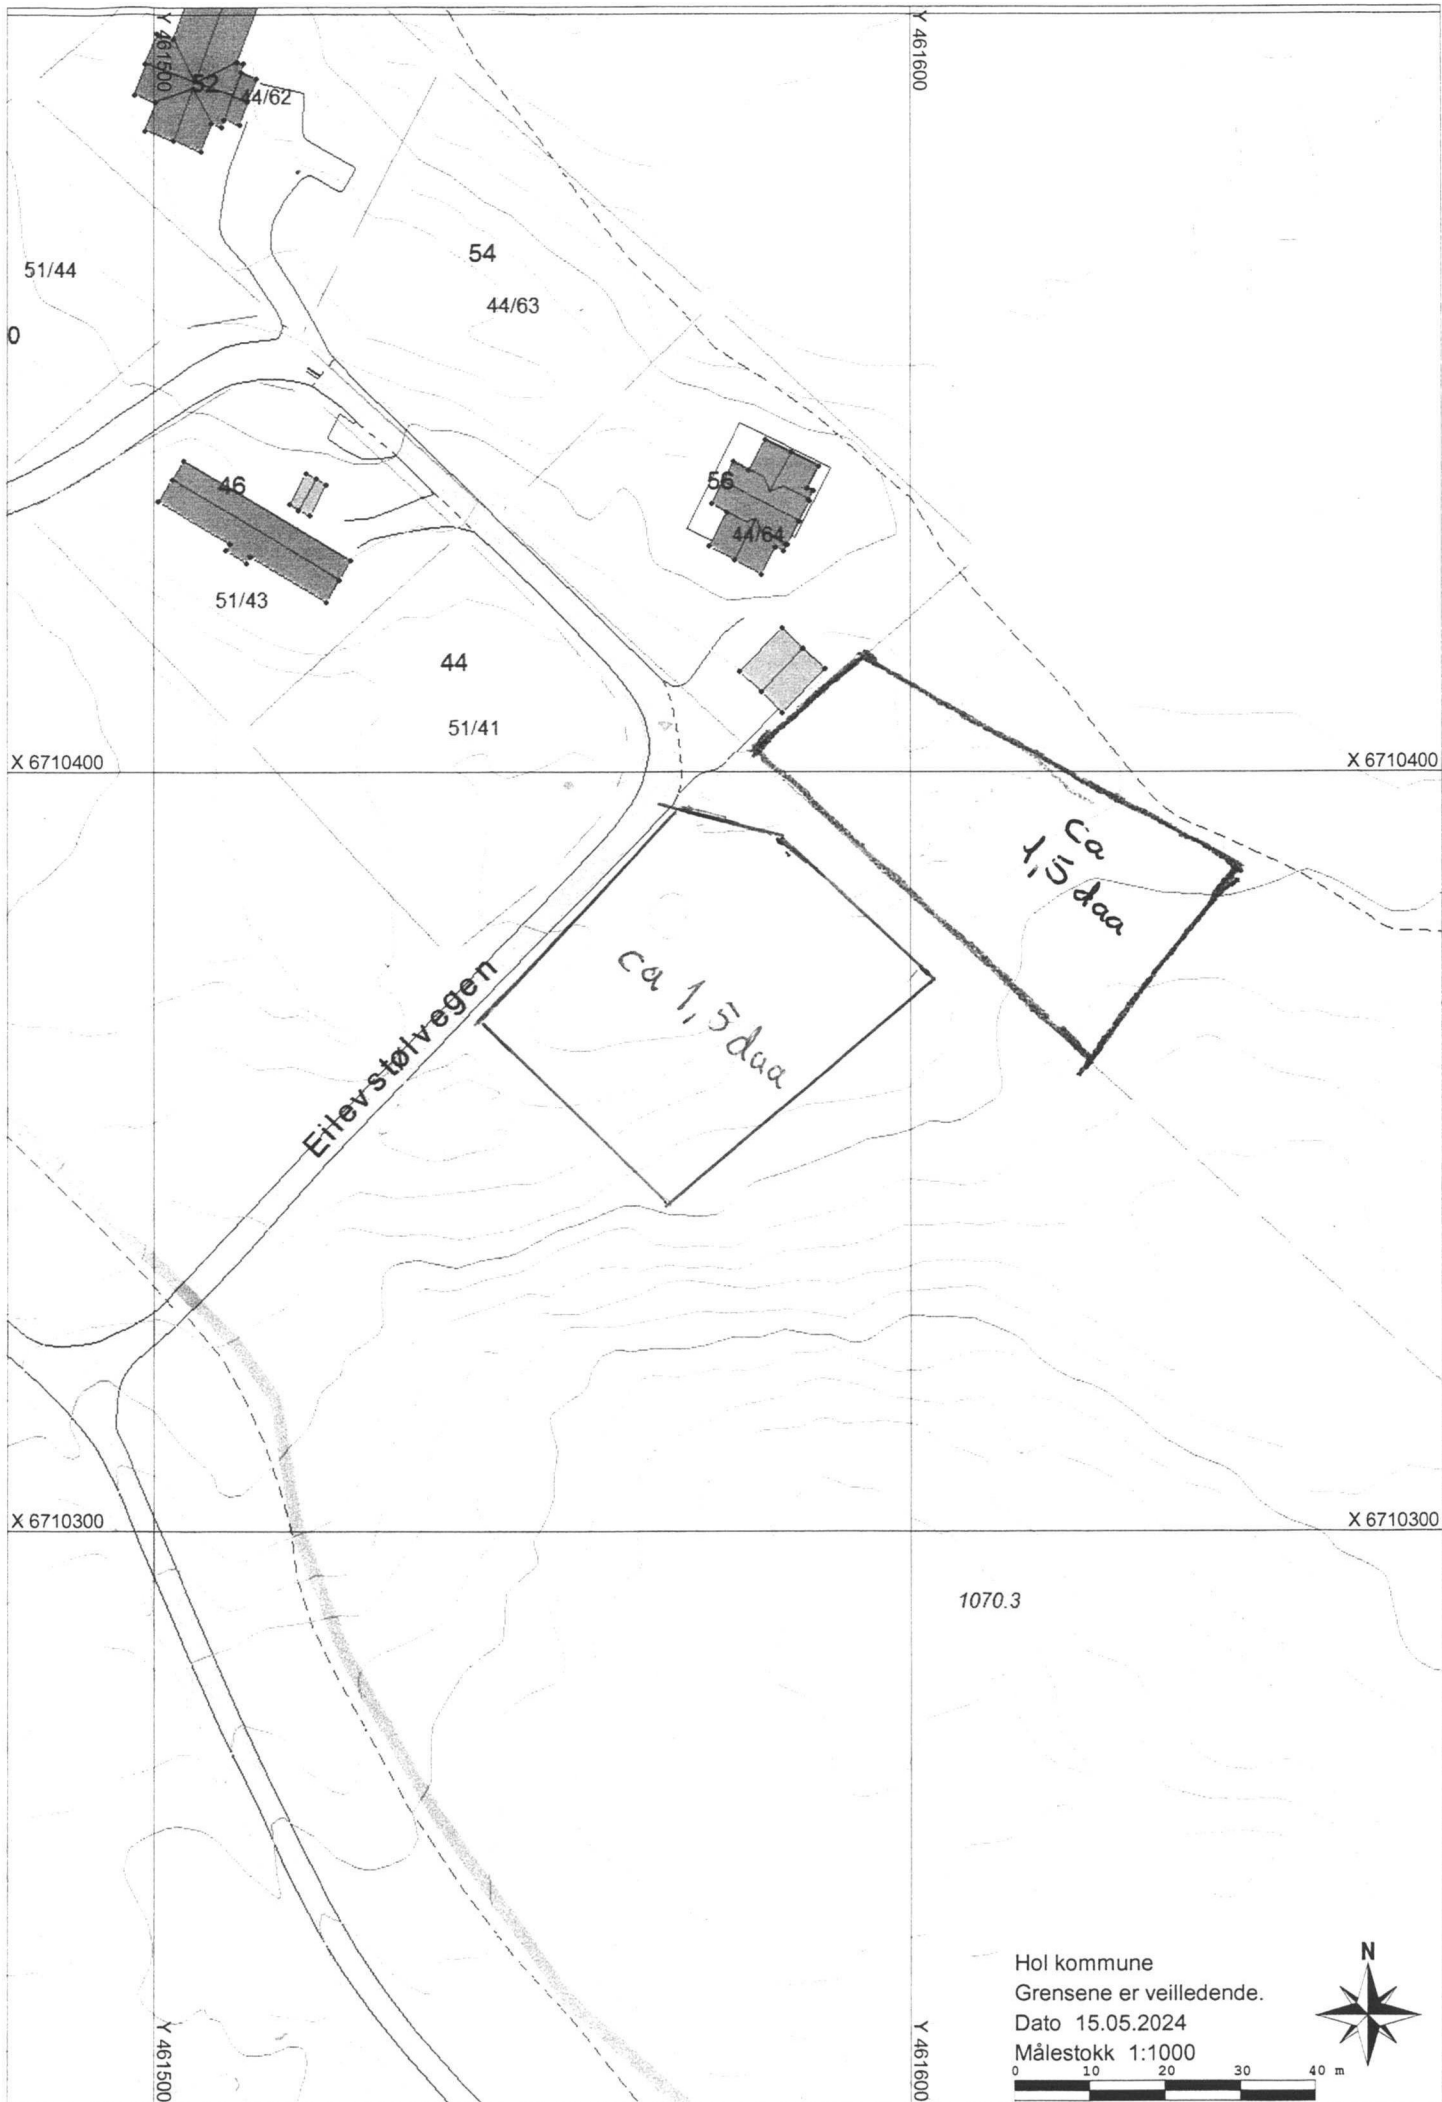 Y 461500
Y 461600
52
44/62
54
51/44
44/63
0
46
56
44/64
51/43
44
51/41
X 6710400
X 6710400
ca
1,5 daa
ca 1,5 daa
Eilevstølvegen
X 6710300
X 6710300
1070.3
Hol kommune
Grensene er veilledende.
Dato 15.05.2024
Målestokk 1:1000
N
0 10 20 30 40 m
Y 461500
Y 461600